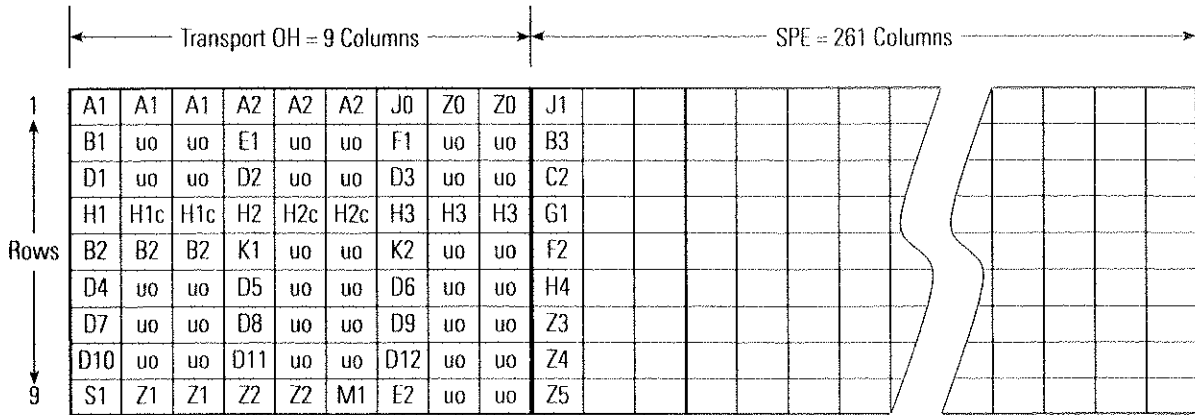 Transport OH = 9 Columns SPE = 261 Columns
1 A1 A1 A1 A2 A2 A2 J0 Z0 Z0 J1
B1 uo uo E1 uo uo F1 uo uo B3
D1 uo uo D2 uo uo D3 uo uo C2
H1 H1c H1c H2 H2c H2c H3 H3 H3 G1
Rows B2 B2 B2 K1 uo uo K2 uo uo F2
D4 uo uo D5 uo uo D6 uo uo H4
D7 uo uo D8 uo uo D9 uo uo Z3
D10 uo uo D11 uo uo D12 uo uo Z4
9 S1 Z1 Z1 Z2 Z2 M1 E2 uo uo Z5